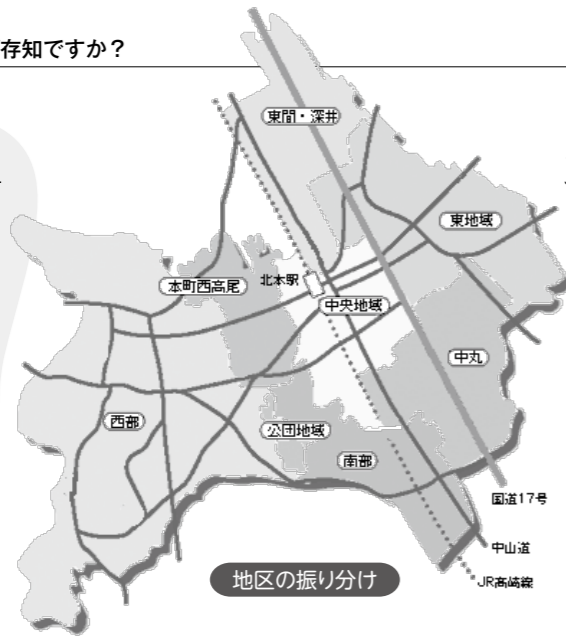 存知ですか？
東間・深井
東地域
本町西高尾
北本駅
中央地域
中丸
西部
公団地域
南部
国道17号
中山道
JR高崎線
地区の振り分け